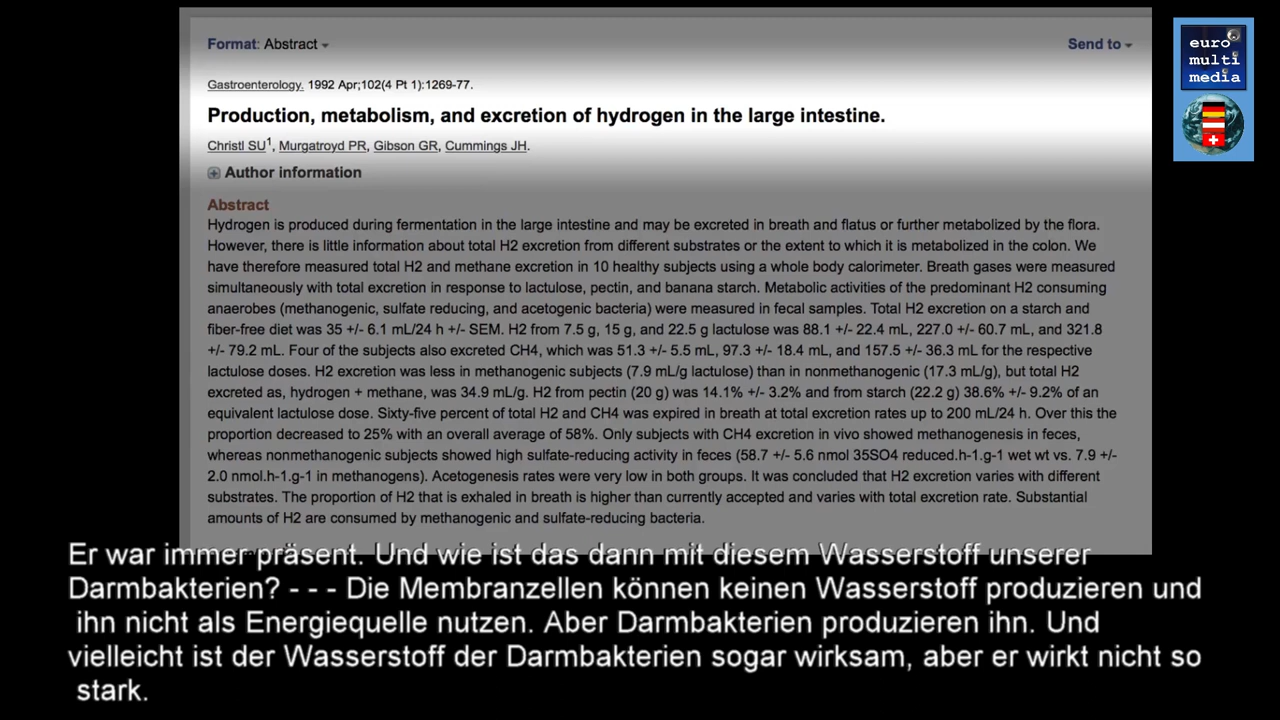 Format: Abstract
Send to
Gastroenterology. 1992 Apr;102(4 Pt 1):1269-77.
Production, metabolism, and excretion of hydrogen in the large intestine.
Christl SU1, Murgatroyd PR, Gibson GR, Cummings JH.
Author information
Abstract
Hydrogen is produced during fermentation in the large intestine and may be excreted in breath and flatus or further metabolized by the flora.
However, there is little information about total H2 excretion from different substrates or the extent to which it is metabolized in the colon. We
have therefore measured total H2 and methane excretion in 10 healthy subjects using a whole body calorimeter. Breath gases were measured
simultaneously with total excretion in response to lactulose, pectin, and banana starch. Metabolic activities of the predominant H2 consuming
anaerobes (methanogenic, sulfate reducing, and acetogenic bacteria) were measured in fecal samples. Total H2 excretion on a starch and
fiber-free diet was 35 +/- 6.1 mL/24 h +/- SEM. H2 from 7.5 g, 15 g, and 22.5 g lactulose was 88.1 +/- 22.4 mL, 227.0 +/- 60.7 mL, and 321.8
+/- 79.2 mL. Four of the subjects also excreted CH4, which was 51.3 +/- 5.5 mL, 97.3 +/- 18.4 mL, and 157.5 +/- 36.3 mL for the respective
lactulose doses. H2 excretion was less in methanogenic subjects (7.9 mL/g lactulose) than in nonmethanogenic (17.3 mL/g), but total H2
excreted as, hydrogen + methane, was 34.9 mL/g. H2 from pectin (20 g) was 14.1% +/- 3.2% and from starch (22.2 g) 38.6% +/- 9.2% of an
equivalent lactulose dose. Sixty-five percent of total H2 and CH4 was expired in breath at total excretion rates up to 200 mL/24 h. Over this the
proportion decreased to 25% with an overall average of 58%. Only subjects with CH4 excretion in vivo showed methanogenesis in feces,
whereas nonmethanogenic subjects showed high sulfate-reducing activity in feces (58.7 +/- 5.6 nmol 35SO4 reduced.h-1.g-1 wet wt vs. 7.9 +/-
2.0 nmol.h-1.g-1 in methanogens). Acetogenesis rates were very low in both groups. It was concluded that H2 excretion varies with different
substrates. The proportion of H2 that is exhaled in breath is higher than currently accepted and varies with total excretion rate. Substantial
amounts of H2 are consumed by methanogenic and sulfate-reducing bacteria.
euro
multi
media
Er war immer präsent. Und wie ist das dann mit diesem Wasserstoff unserer
Darmbakterien? - - - Die Membranzellen können keinen Wasserstoff produzieren und
ihn nicht als Energiequelle nutzen. Aber Darmbakterien produzieren ihn. Und
vielleicht ist der Wasserstoff der Darmbakterien sogar wirksam, aber er wirkt nicht so
stark.